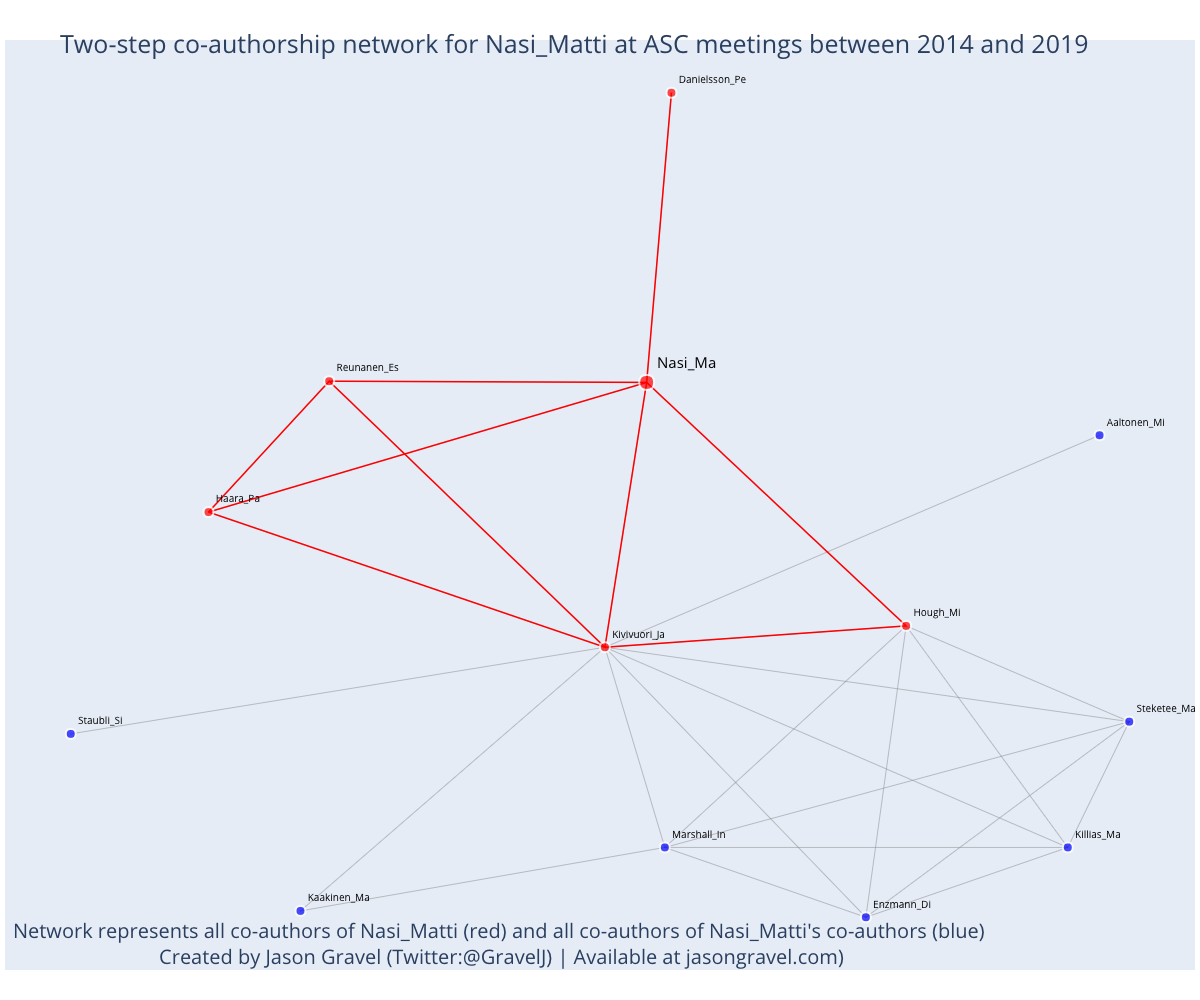 Two-step co-authorship network for Nasi_Matti at ASC meetings between 2014 and 2019
Danielsson_Pe
Nasi_Ma
Reunanen_Es
Aaltonen_Mi
Haara_Pa
Hough_Mi
Kivivuori_Ja
Steketee_Ma
Staubli_Si
Marshall_In
Killias_Ma
Kaakinen_Ma
Enzmann_Di
Network represents all co-authors of Nasi_Matti (red) and all co-authors of Nasi_Matti's co-authors (blue)
Created by Jason Gravel (Twitter:@GravelJ) | Available at jasongravel.com)